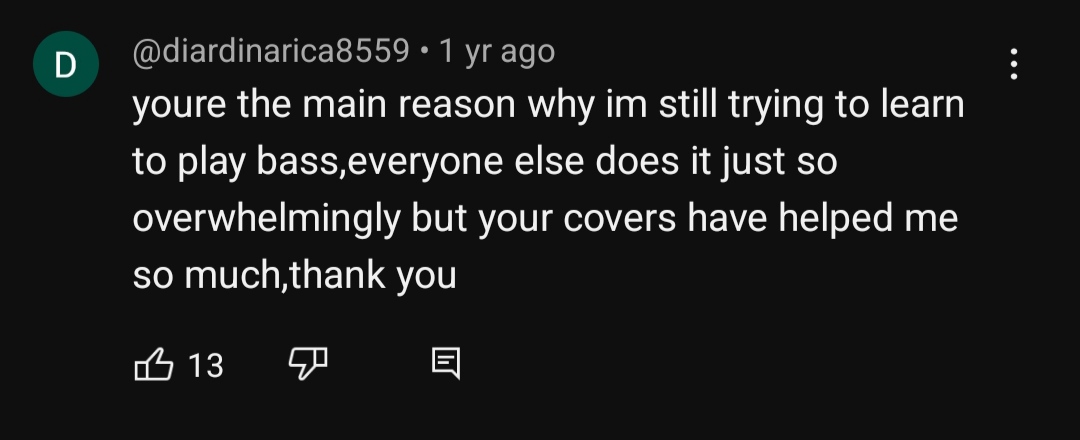 D
@diardinarica8559 • 1 yr ago
youre the main reason why im still trying to learn
to play bass,everyone else does it just so
overwhelmingly but your covers have helped me
so much,thank you
13